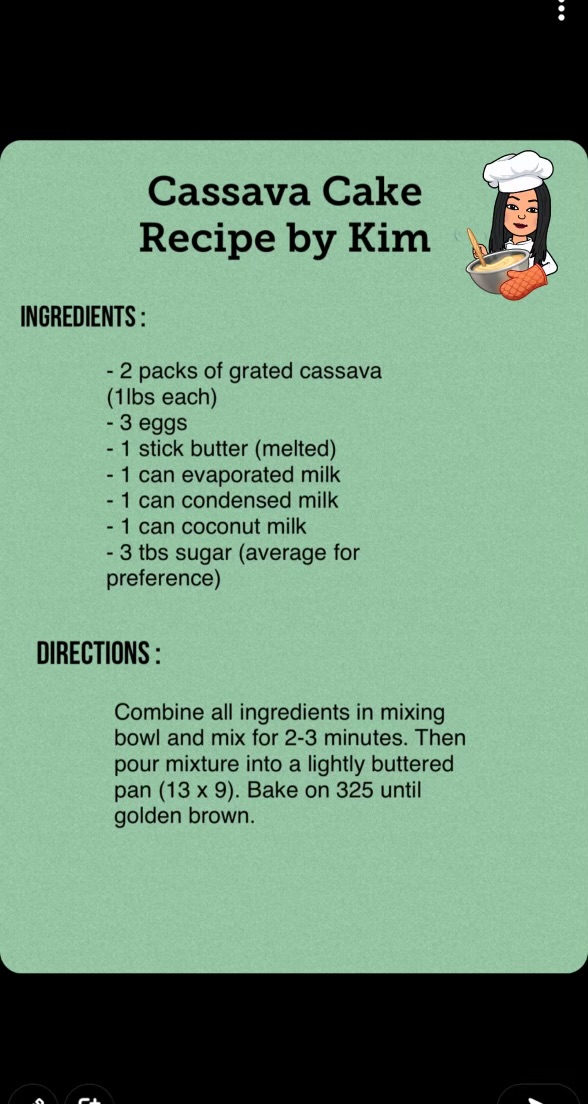 Cassava Cake
Recipe by Kim
INGREDIENTS :
- 2 packs of grated cassava
(1lbs each)
- 3 eggs
- 1 stick butter (melted)
- 1 can evaporated milk
- 1 can condensed milk
- 1 can coconut milk
- 3 tbs sugar (average for
preference)
DIRECTIONS :
Combine all ingredients in mixing
bowl and mix for 2-3 minutes. Then
pour mixture into a lightly buttered
pan (13 x 9). Bake on 325 until
golden brown.